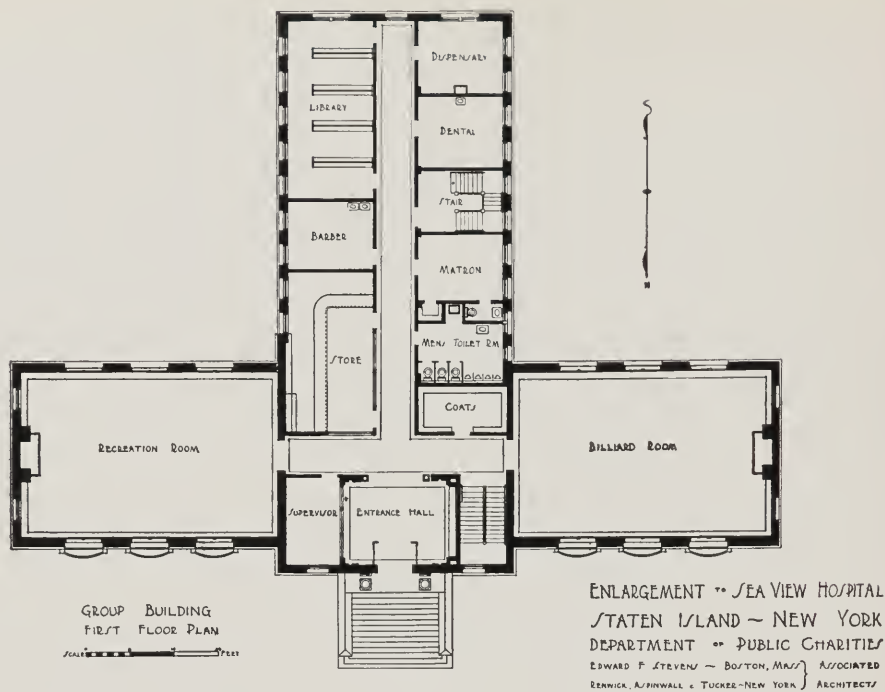 DISPENSARY
LIBRARY
DENTAL
STAIR
BARBER
MATRON
STORE
MENS TOILET RM
COATS
RECREATION ROOM
BILLIARD ROOM
SUPERVISOR
ENTRANCE HALL
S
N
GROUP BUILDING
FIRST FLOOR PLAN
SCALE FEET
ENLARGEMENT TO SEA VIEW HOSPITAL
STATEN ISLAND ~ NEW YORK
DEPARTMENT OF PUBLIC CHARITIES
EDWARD F STEVENS ~ BOSTON, MASS } ASSOCIATED
RENWICK, ASPINWALL & TUCKER ~ NEW YORK } ARCHITECTS